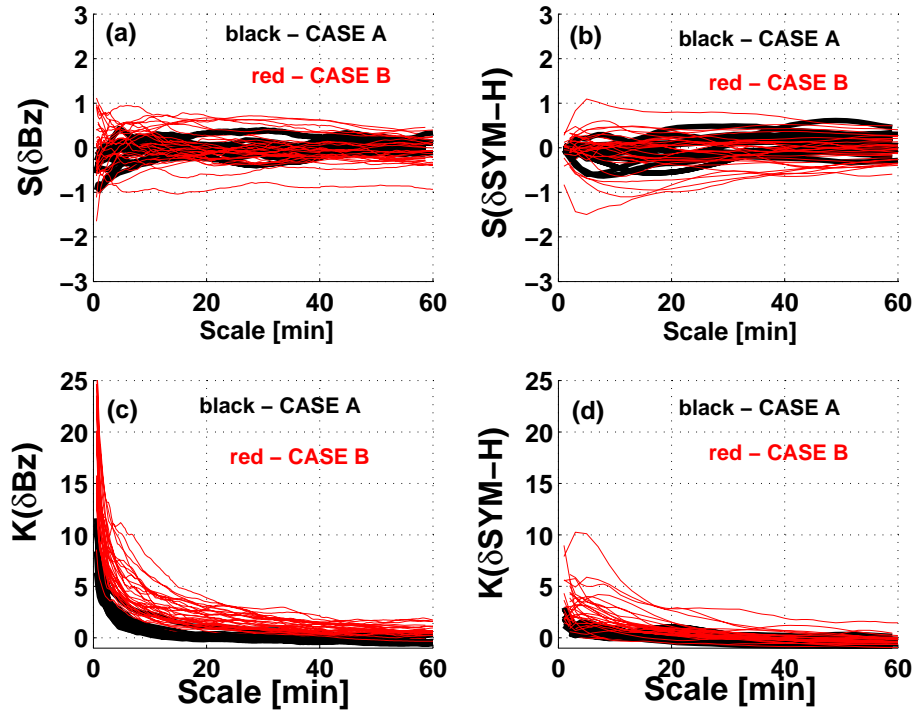 (a)
black – CASE A
red – CASE B
S(δBz)
3
2
1
0
−1
−2
−3
0
20
40
60
Scale [min]
(b)
black – CASE A
red – CASE B
S(δSYM−H)
3
2
1
0
−1
−2
−3
0
20
40
60
Scale [min]
(c)
black – CASE A
red – CASE B
K(δBz)
25
20
15
10
5
0
0
20
40
60
Scale [min]
(d)
black – CASE A
red – CASE B
K(δSYM−H)
25
20
15
10
5
0
0
20
40
60
Scale [min]